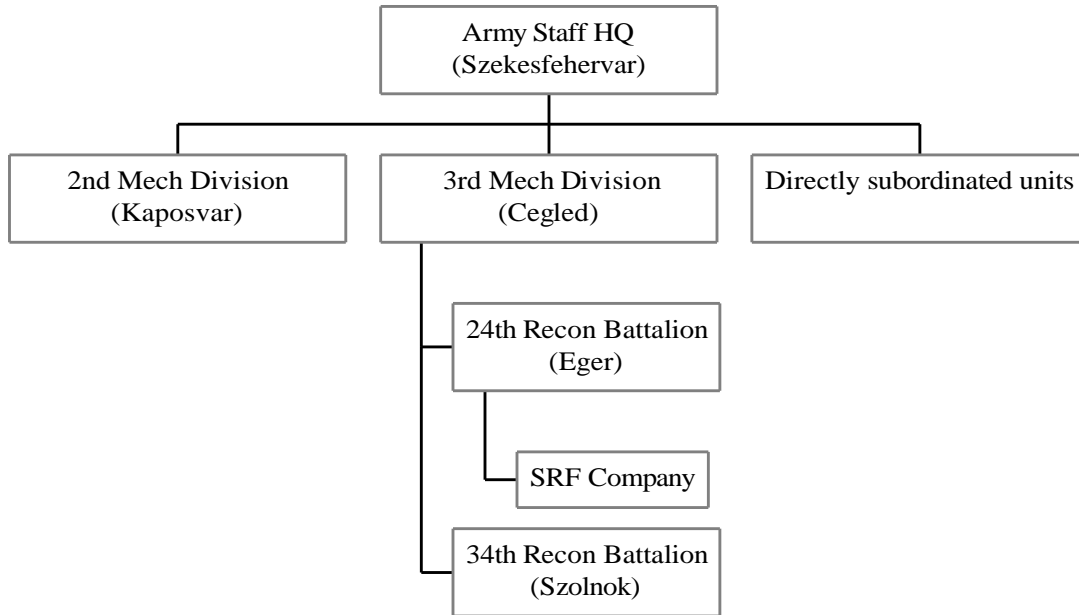 Army Staff HQ
(Szekesfehervar)
2nd Mech Division
(Kaposvar)
3rd Mech Division
(Cegled)
Directly subordinated units
24th Recon Battalion
(Eger)
SRF Company
34th Recon Battalion
(Szolnok)